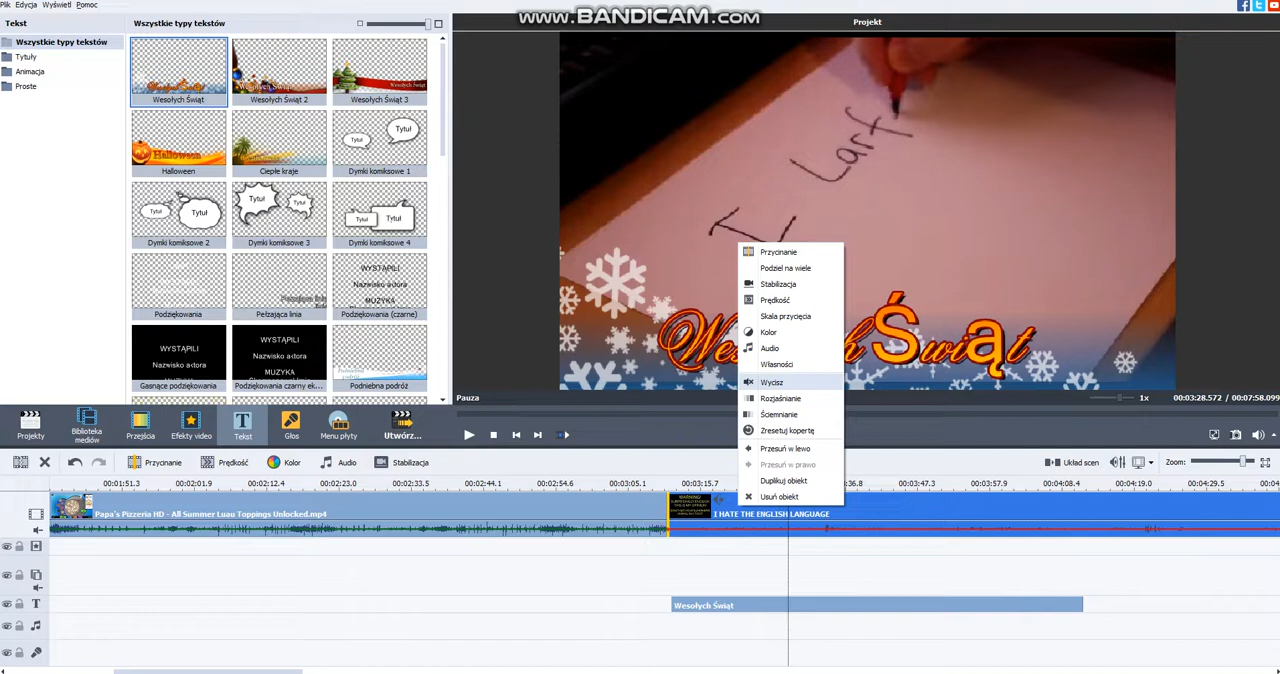 www.BANDICAM.com
Plik Edycja Wyświetl Pomoc
Tekst
Wszystkie typy tekstów
Projekt
Wszystkie typy tekstów
Tytuły
Animacja
Proste
Wesołych Świąt
Wesołych Świąt 2
Wesołych Świąt 3
Halloween
Halloween
Ciepłe kraje
Tytuł
Tytuł
Dymki komiksowe 1
Tytuł
Tytuł
Dymki komiksowe 2
Tytuł
Tytuł
Dymki komiksowe 3
Tytuł
Tytuł
Dymki komiksowe 4
Podziękowania
Pełzająca linia
WYSTĄPILI
Nazwisko aktora
MUZYKA
Podziękowania (czarne)
WYSTĄPILI
Nazwisko aktora
Gasnące podziękowania
WYSTĄPILI
Nazwisko aktora
MUZYKA
Podziękowania czarny ek...
Podniebna podróż
I
Przycinanie
Podziel na wiele
Stabilizacja
Prędkość
Skala przycięcia
Kolor
Audio
Własności
Wycisz
Rozjaśnianie
Ściemnianie
Zresetuj kopertę
Przesuń w lewo
Przesuń w prawo
Duplikuj obiekt
Usuń obiekt
Pauza
1x
00:03:28.572 / 00:07:58.099
Projekty
Biblioteka mediów
Przejścia
Efekty video
Tekst
Głos
Menu płyty
Utwórz...
Przycinanie
Prędkość
Kolor
Audio
Stabilizacja
Układ scen
Zoom:
00:01:51.3 00:02:01.9 00:02:12.4 00:02:23.0 00:02:33.5 00:02:44.1 00:02:54.6 00:03:05.1 00:03:15.7 00:03:47.3 00:03:57.9 00:04:08.4 00:04:19.0 00:04:29.5
Papa's Pizzeria HD - All Summer Luau Toppings Unlocked.mp4
I HATE THE ENGLISH LANGUAGE
Wesołych Świąt